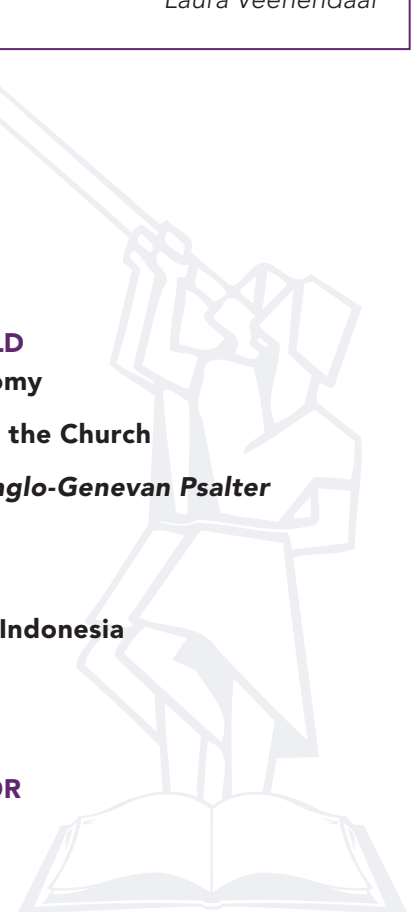 Laura Veenendaal
LD
omy
the Church
nglo-Genevan Psalter
Indonesia
OR